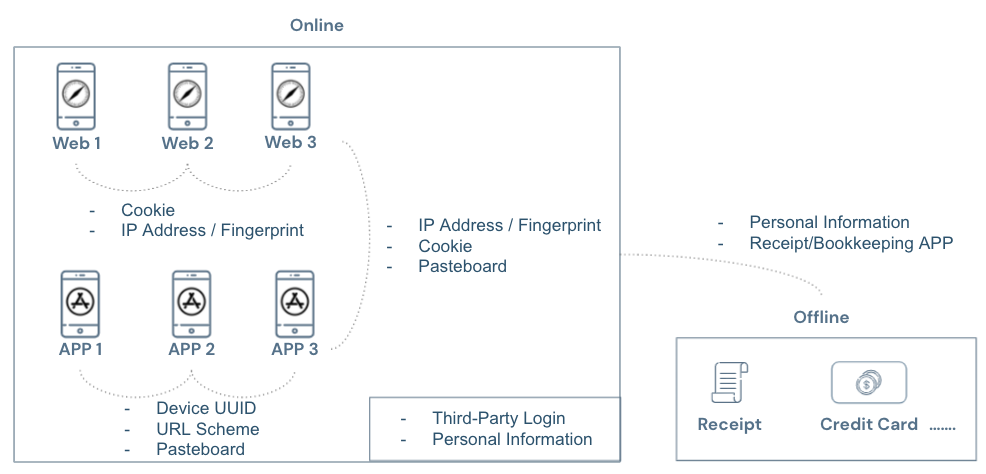 Online
Web 1
Web 2
Web 3
- Cookie
- IP Address / Fingerprint
- IP Address / Fingerprint
- Cookie
- Pasteboard
- Personal Information
- Receipt/Bookkeeping APP
APP 1
APP 2
APP 3
- Device UUID
- URL Scheme
- Pasteboard
- Third-Party Login
- Personal Information
Offline
$
Receipt
Credit Card .......